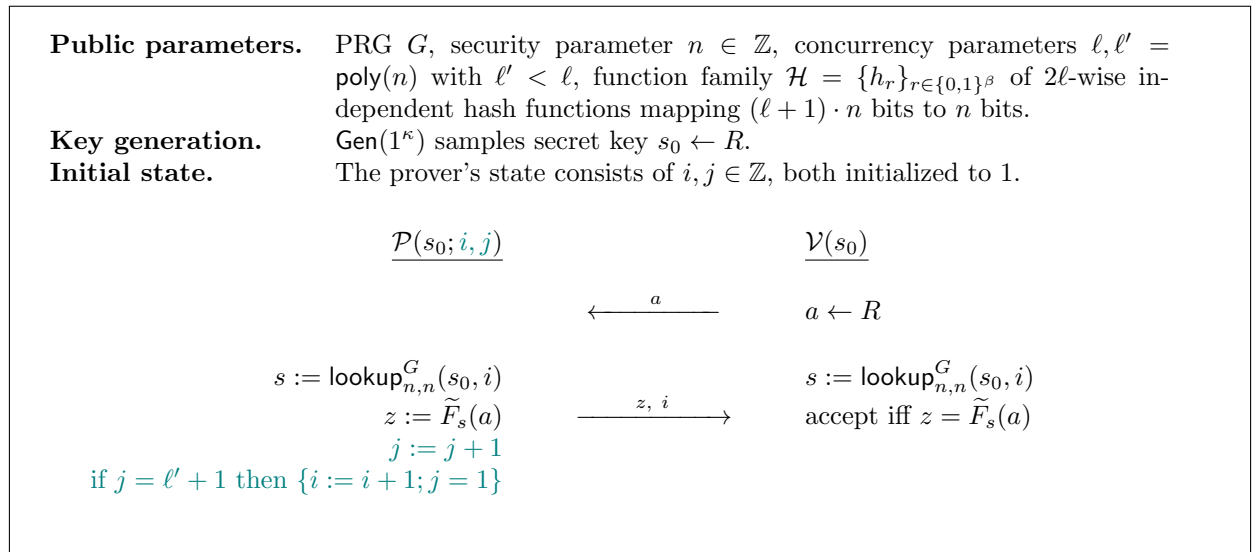 Public parameters. PRG G, security parameter n ∈ ℤ, concurrency parameters ℓ, ℓ′ =
poly(n) with ℓ′ < ℓ, function family ℋ = {h_r}_{r∈{0,1}^β} of 2ℓ-wise in-
dependent hash functions mapping (ℓ + 1) · n bits to n bits.
Key generation. Gen(1^κ) samples secret key s_0 ← R.
Initial state. The prover's state consists of i, j ∈ ℤ, both initialized to 1.
𝒫(s_0; i, j) 𝒱(s_0)
a a ← R
s := lookup^G_{n,n}(s_0, i) s := lookup^G_{n,n}(s_0, i)
z := F̃_s(a) z, i accept iff z = F̃_s(a)
j := j + 1
if j = ℓ′ + 1 then {i := i + 1; j = 1}